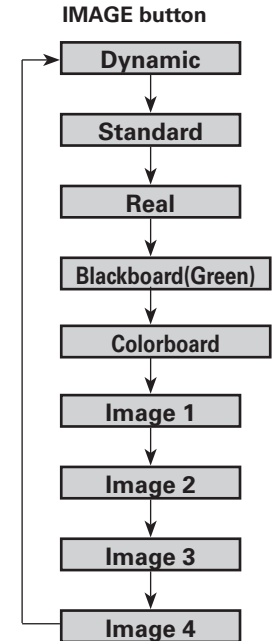 IMAGE button
Dynamic
Standard
Real
Blackboard(Green)
Colorboard
Image 1
Image 2
Image 3
Image 4